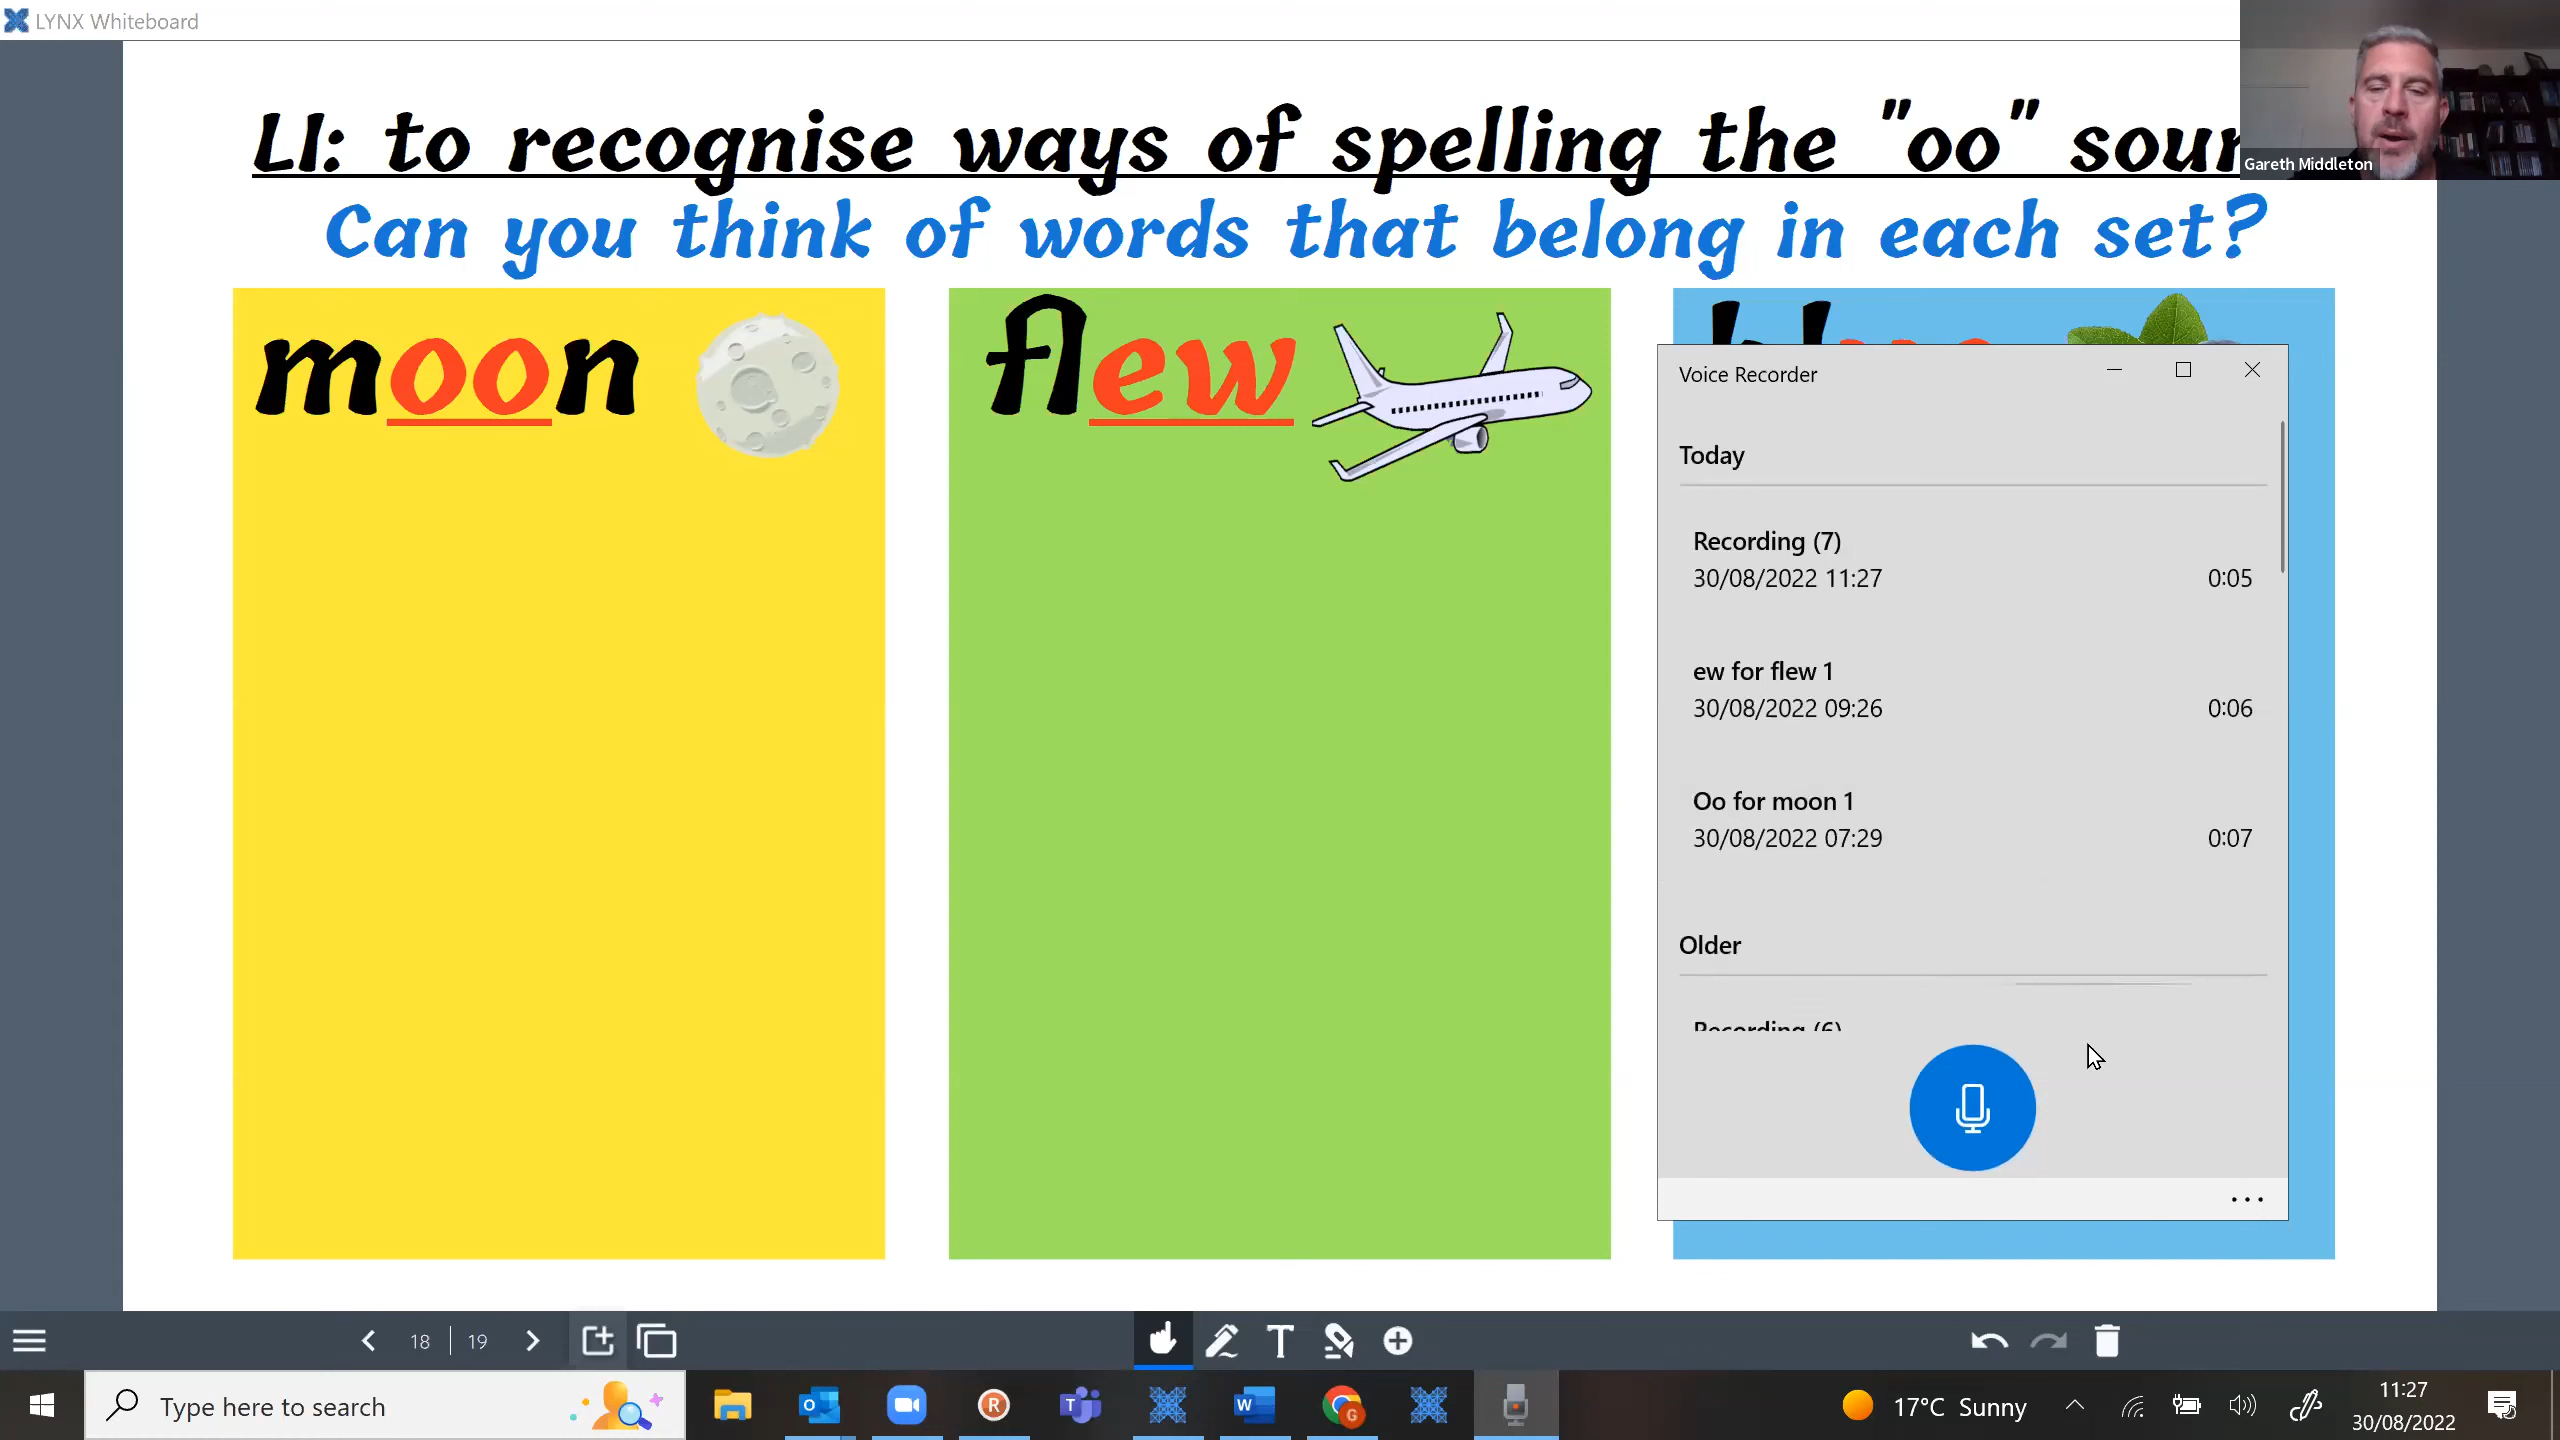 LYNX Whiteboard
LI: to recognise ways of spelling the "oo"
Gareth Middleton
Can you think of words that belong in each set?
moon
flew
Voice Recorder
Today
Recording (7)
30/08/2022 11:27 0:05
ew for flew 1
30/08/2022 09:26 0:06
Oo for moon 1
30/08/2022 07:29 0:07
Older
Recording (6)
18 | 19
Type here to search
17°C Sunny
11:27
30/08/2022